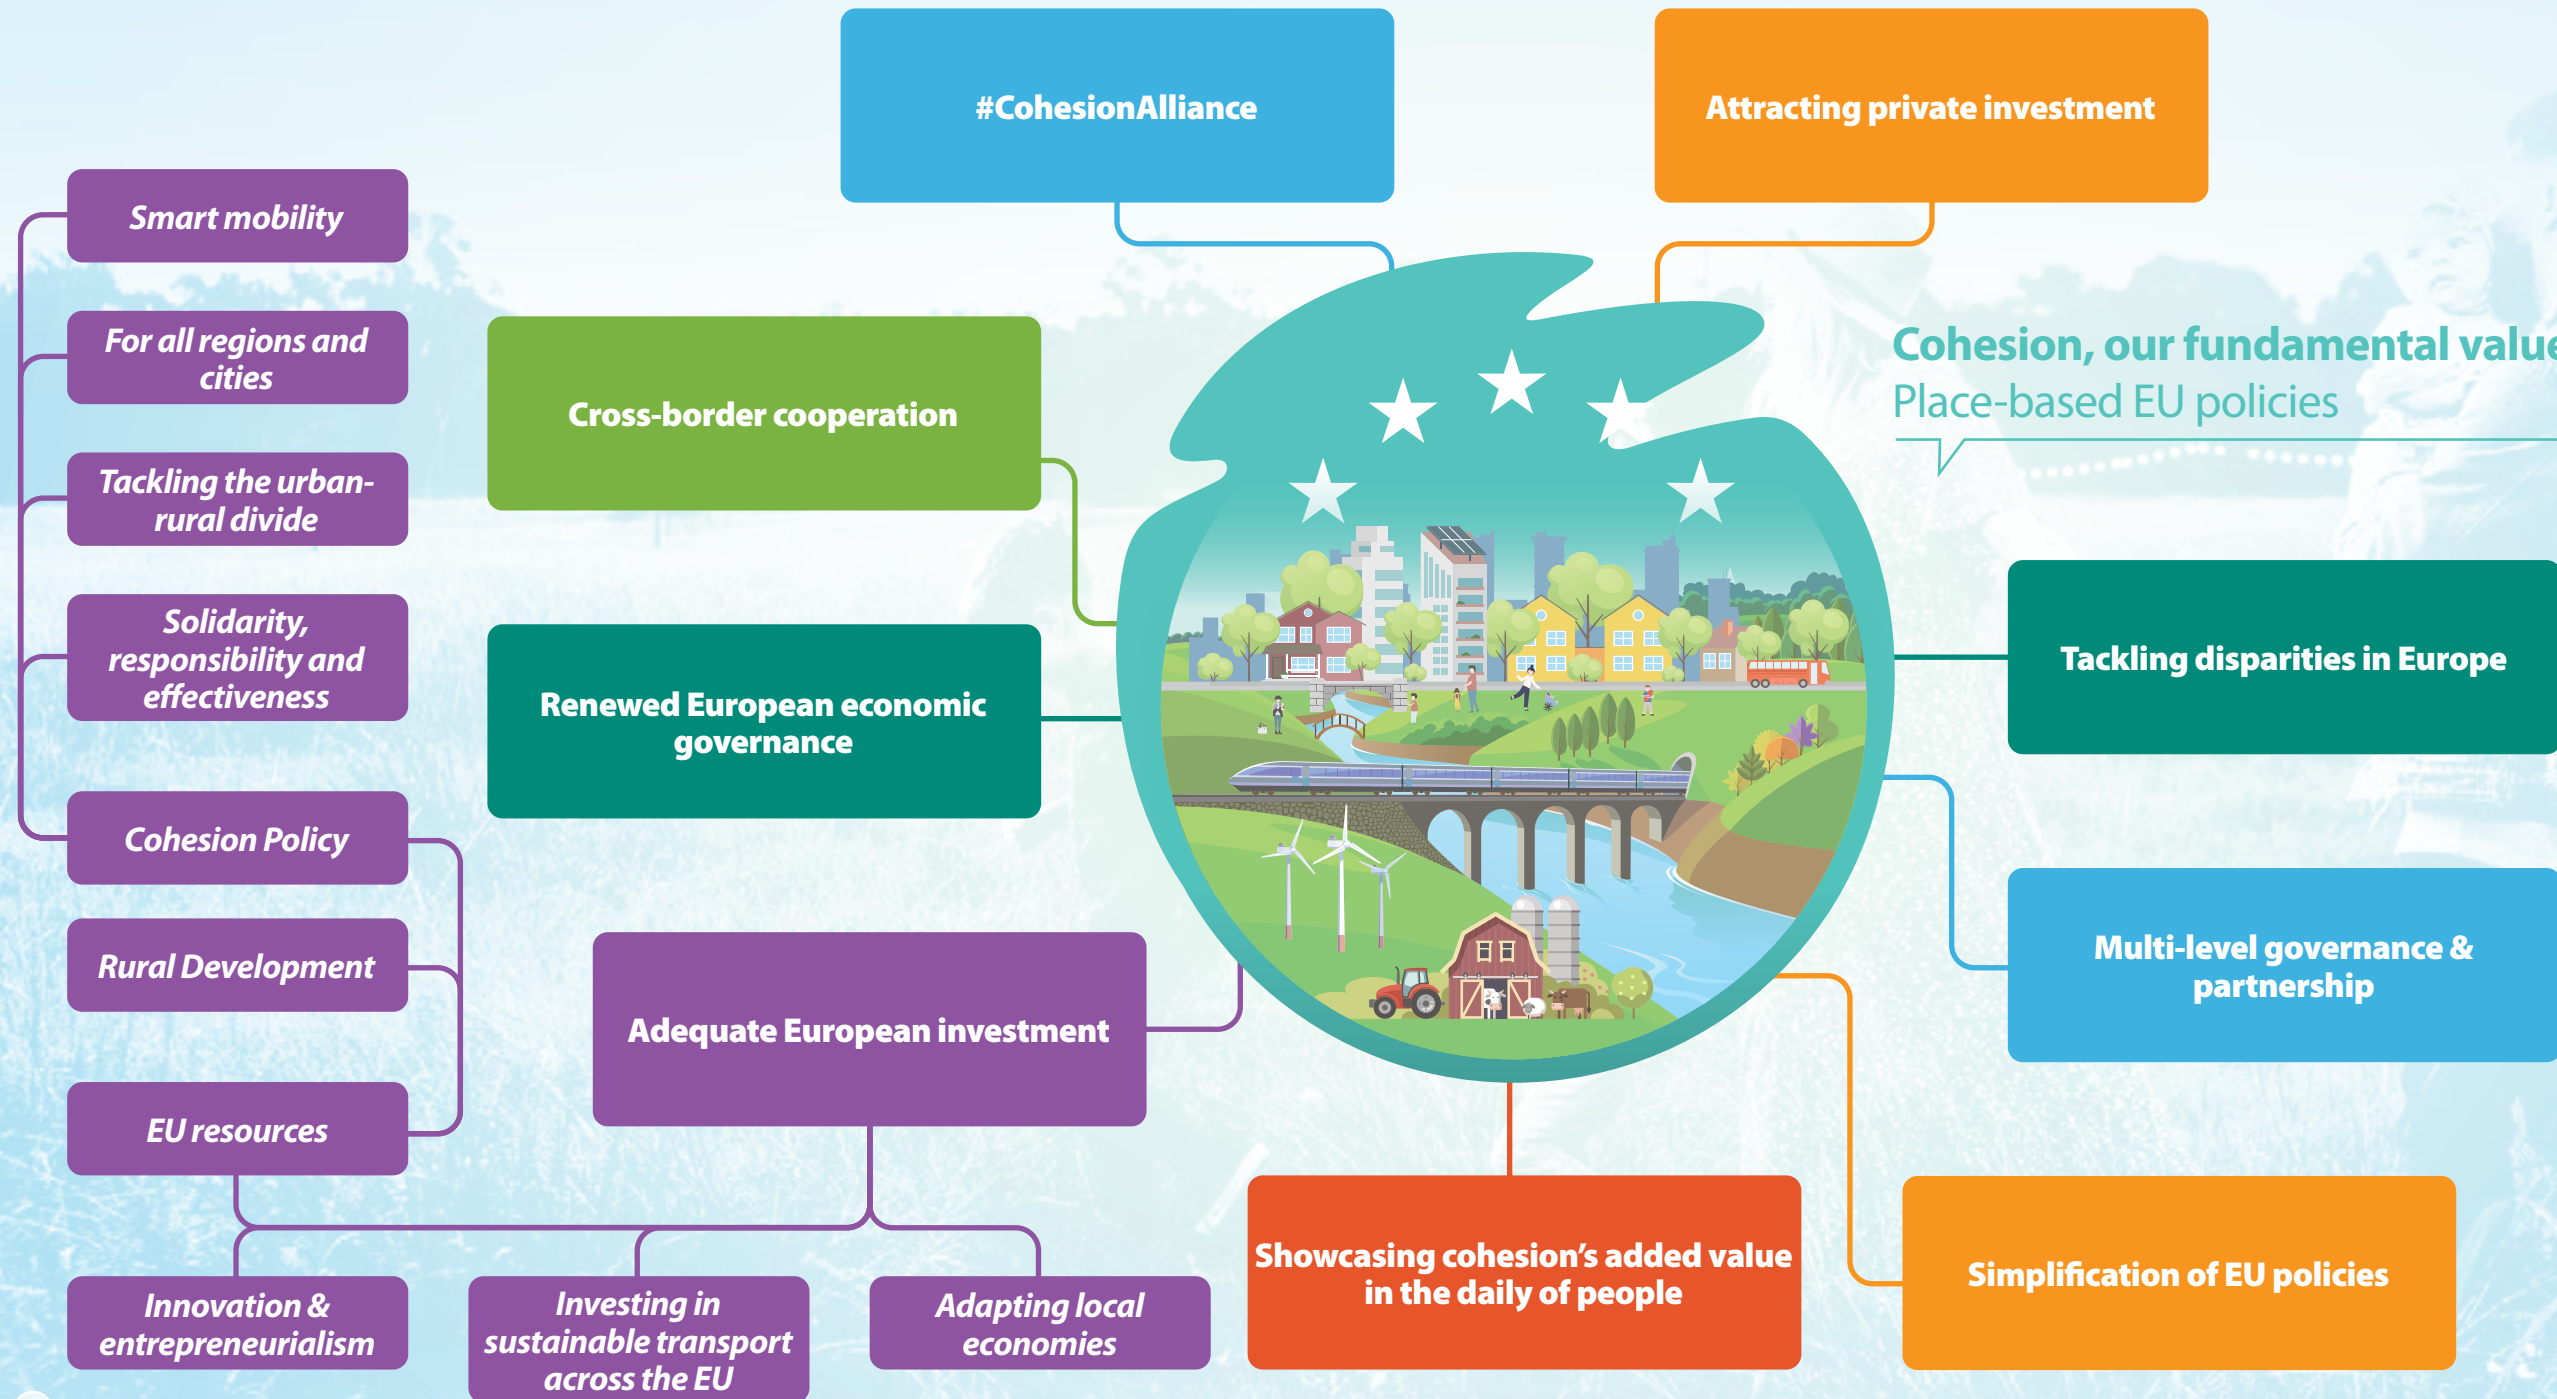 #CohesionAlliance
Attracting private investment
Smart mobility
For all regions and
cities
Cross-border cooperation
Cohesion, our fundamental value
Place-based EU policies
Tackling the urban-
rural divide
Solidarity,
responsibility and
effectiveness
Renewed European economic
governance
Tackling disparities in Europe
Cohesion Policy
Rural Development
EU resources
Adequate European investment
Multi-level governance &
partnership
Innovation &
entrepreneurialism
Investing in
sustainable transport
across the EU
Adapting local
economies
Showcasing cohesion’s added value
in the daily of people
Simplification of EU policies